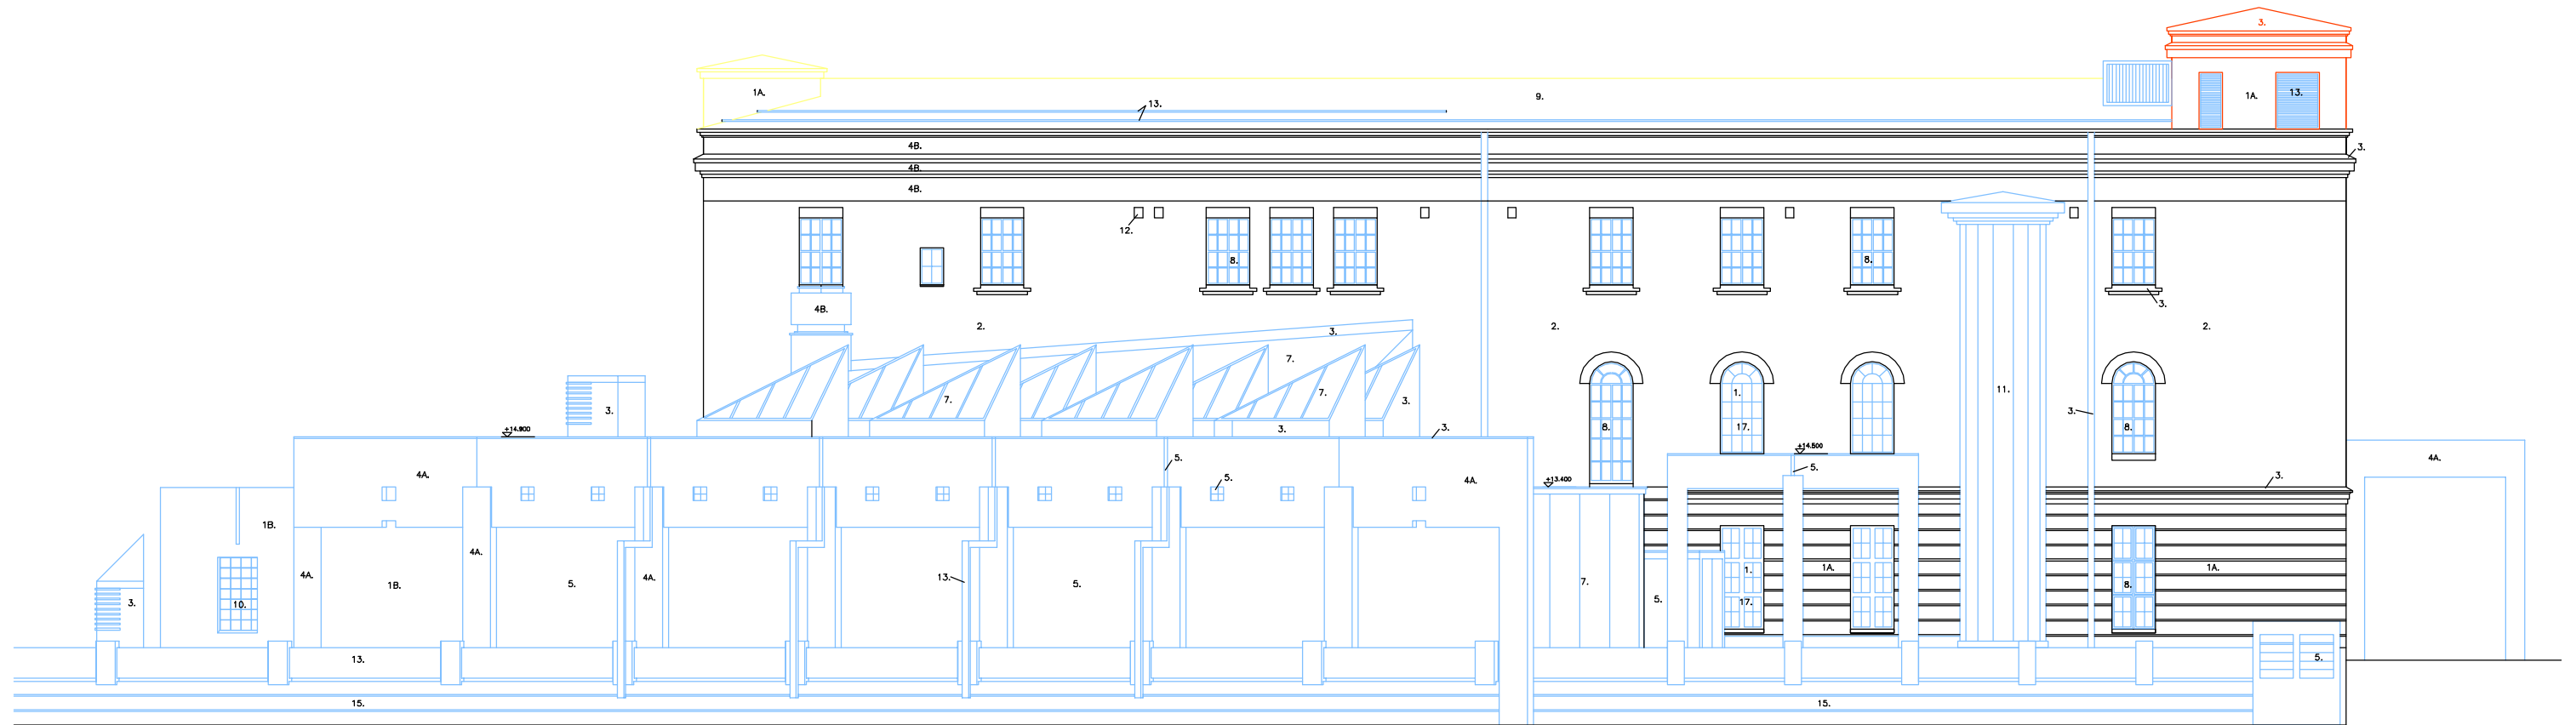 3.
1A.
1A.
13.
9.
13.
4B.
3.
4B.
4B.
12.
8.
8.
3.
4B.
2.
2.
2.
3.
7.
7.
7.
3.
1.
11.
3.
3.
3.
8.
17.
8.
+14.900
3.
+14.500
4A.
5.
5.
4A.
5.
4A.
3.
+13.400
1B.
4A.
4A.
1B.
5.
4A.
13.
5.
7.
1.
1A.
8.
1A.
3.
10.
5.
17.
13.
5.
15.
15.